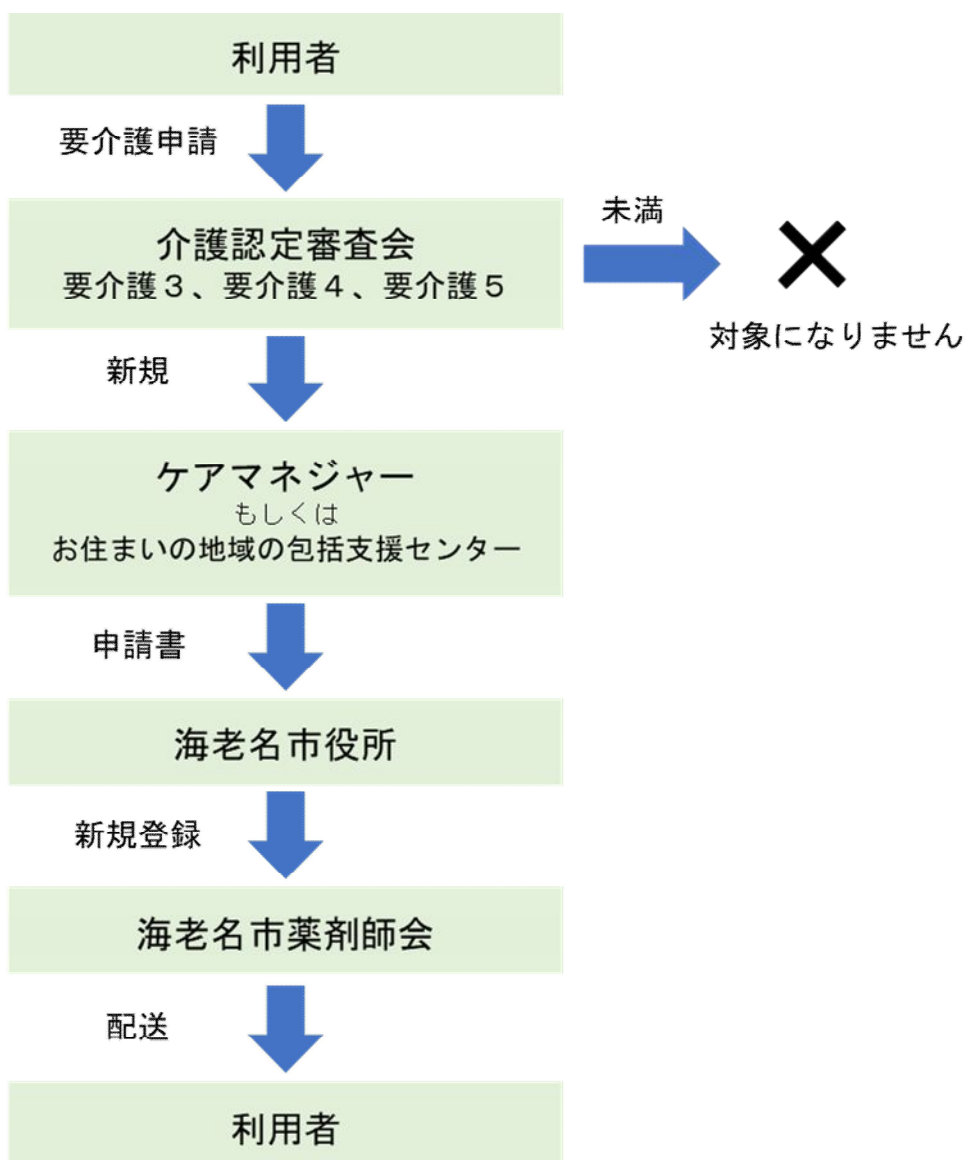 利用者
要介護申請
介護認定審査会
要介護３、要介護４、要介護５
未満
対象になりません
新規
ケアマネジャー
もしくは
お住まいの地域の包括支援センター
申請書
海老名市役所
新規登録
海老名市薬剤師会
配送
利用者